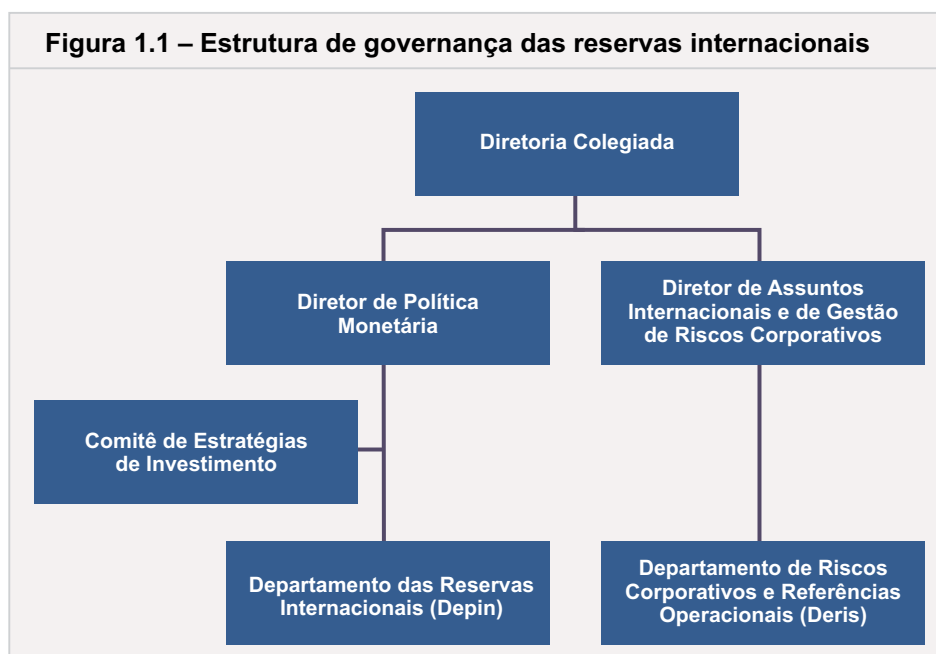 Figura 1.1 – Estrutura de governança das reservas internacionais
Diretoria Colegiada
Diretor de Política
Monetária
Diretor de Assuntos
Internacionais e de Gestão
de Riscos Corporativos
Comitê de Estratégias
de Investimento
Departamento das Reservas
Internacionais (Depin)
Departamento de Riscos
Corporativos e Referências
Operacionais (Deris)